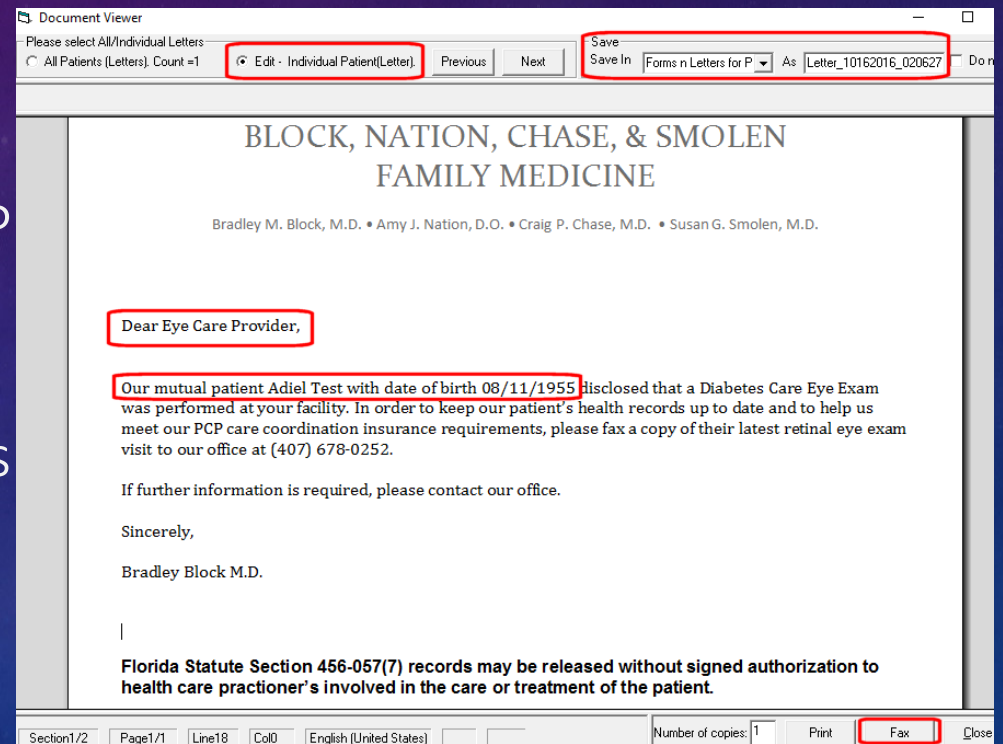 Document Viewer
Please select All/Individual Letters
All Patients (Letters). Count =1
Edit - Individual Patient(Letter).
Previous
Next
Save
Save In
Forms n Letters for P
As
Letter_10162016_020627
Do n
BLOCK, NATION, CHASE, & SMOLEN
FAMILY MEDICINE
Bradley M. Block, M.D. • Amy J. Nation, D.O. • Craig P. Chase, M.D. • Susan G. Smolen, M.D.
Dear Eye Care Provider,
Our mutual patient Adiel Test with date of birth 08/11/1955 disclosed that a Diabetes Care Eye Exam
was performed at your facility. In order to keep our patient's health records up to date and to help us
meet our PCP care coordination insurance requirements, please fax a copy of their latest retinal eye exam
visit to our office at (407) 678-0252.
If further information is required, please contact our office.
Sincerely,
Bradley Block M.D.
Florida Statute Section 456-057(7) records may be released without signed authorization to
health care practioner's involved in the care or treatment of the patient.
Section1/2
Page1/1
Line18
Col0
English (United States)
Number of copies:
1
Print
Fax
Close